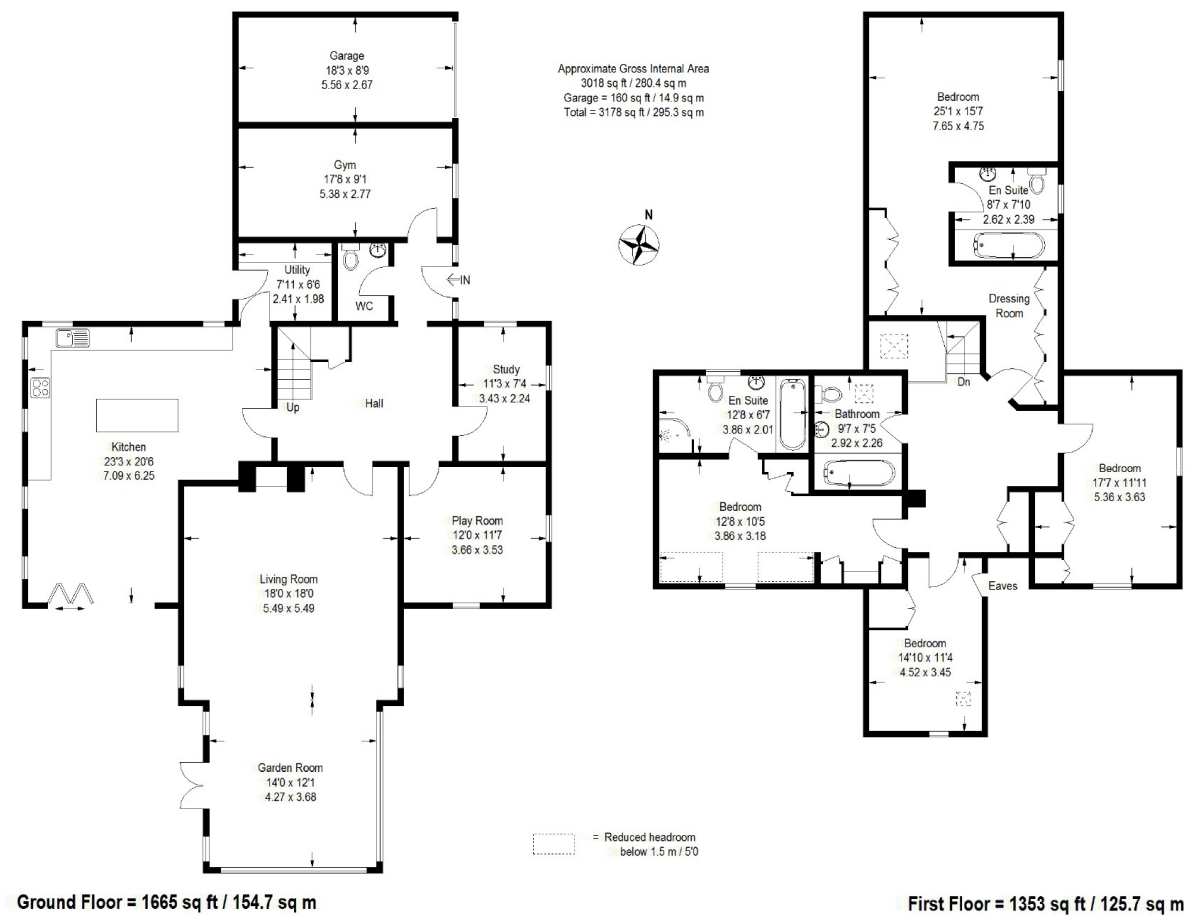 Garage
18'3 x 8'9
5.56 x 2.67
Approximate Gross Internal Area
3018 sq ft / 280.4 sq m
Garage = 160 sq ft / 14.9 sq m
Total = 3178 sq ft / 295.3 sq m
Gym
17'8 x 9'1
5.38 x 2.77
Utility
7'11 x 6'6
2.41 x 1.98
WC
IN
N
Study
11'3 x 7'4
3.43 x 2.24
Hall
Up
Kitchen
23'3 x 20'6
7.09 x 6.25
Play Room
12'0 x 11'7
3.66 x 3.53
Living Room
18'0 x 18'0
5.49 x 5.49
Garden Room
14'0 x 12'1
4.27 x 3.68
Bedroom
25'1 x 15'7
7.65 x 4.75
En Suite
8'7 x 7'10
2.62 x 2.39
Dressing
Room
Dn
En Suite
12'8 x 6'7
3.86 x 2.01
Bathroom
9'7 x 7'5
2.92 x 2.26
Bedroom
17'7 x 11'11
5.36 x 3.63
Bedroom
12'8 x 10'5
3.86 x 3.18
Eaves
Bedroom
14'10 x 11'4
4.52 x 3.45
= Reduced headroom
below 1.5 m / 5'0
Ground Floor = 1665 sq ft / 154.7 sq m
First Floor = 1353 sq ft / 125.7 sq m